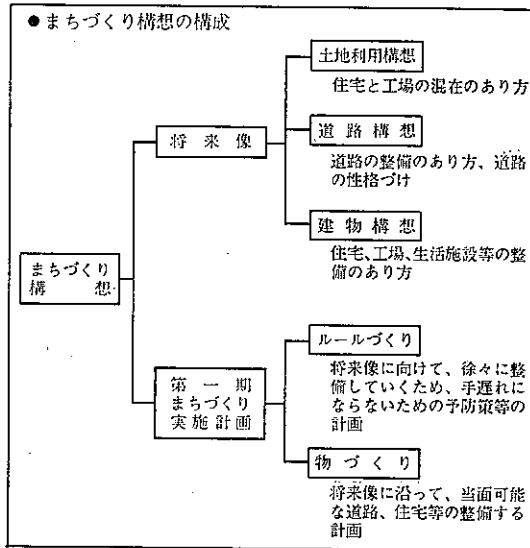 ●まちづくり構想の構成
土地利用構想
住宅と工場の混在のあり方
将来像
道路構想
道路の整備のあり方、道路
の性格づけ
建物構想
住宅、工場、生活施設等の整
備のあり方
まちづくり
構想
ルールづくり
将来像に向けて、徐々に整
備していくため、手遅れに
ならないための予防策等の
計画
第一期
まちづくり
実施計画
物づくり
将来像に沿って、当面可能
な道路、住宅等の整備する
計画